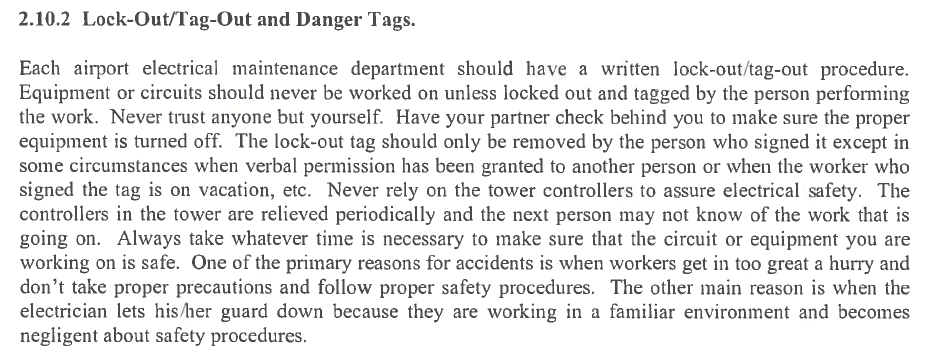 2.10.2 Lock-Out/Tag-Out and Danger Tags.
Each airport electrical maintenance department should have a written lock-out/tag-out procedure.
Equipment or circuits should never be worked on unless locked out and tagged by the person performing
the work. Never trust anyone but yourself. Have your partner check behind you to make sure the proper
equipment is turned off. The lock-out tag should only be removed by the person who signed it except in
some circumstances when verbal permission has been granted to another person or when the worker who
signed the tag is on vacation, etc. Never rely on the tower controllers to assure electrical safety. The
controllers in the tower are relieved periodically and the next person may not know of the work that is
going on. Always take whatever time is necessary to make sure that the circuit or equipment you are
working on is safe. One of the primary reasons for accidents is when workers get in too great a hurry and
don't take proper precautions and follow proper safety procedures. The other main reason is when the
electrician lets his/her guard down because they are working in a familiar environment and becomes
negligent about safety procedures.